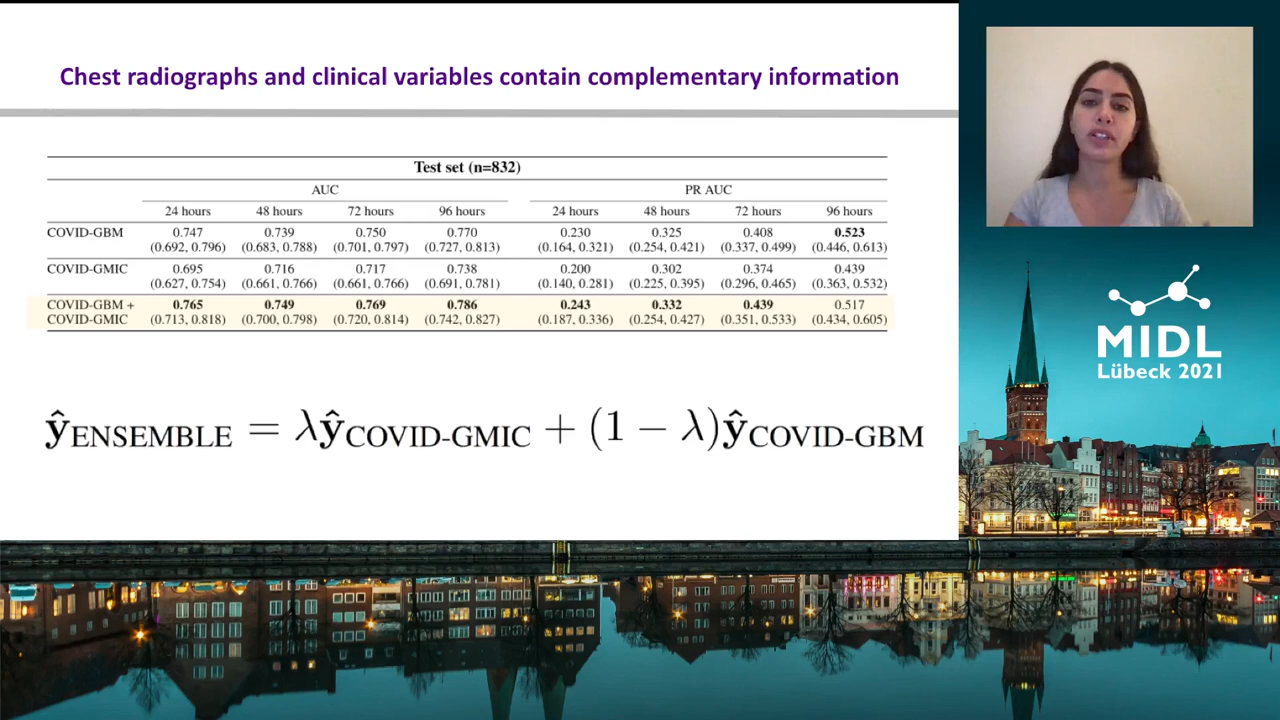 Chest radiographs and clinical variables contain complementary information
Test set (n=832)
AUC PR AUC
24 hours 48 hours 72 hours 96 hours 24 hours 48 hours 72 hours 96 hours
COVID-GBM 0.747 0.739 0.750 0.770 0.230 0.325 0.408 0.523
(0.692, 0.796) (0.683, 0.788) (0.701, 0.797) (0.727, 0.813) (0.164, 0.321) (0.254, 0.421) (0.337, 0.499) (0.446, 0.613)
COVID-GMIC 0.695 0.716 0.717 0.738 0.200 0.302 0.374 0.439
(0.627, 0.754) (0.661, 0.766) (0.661, 0.766) (0.691, 0.781) (0.140, 0.281) (0.225, 0.395) (0.296, 0.465) (0.363, 0.532)
COVID-GBM + 0.765 0.749 0.769 0.786 0.243 0.332 0.439 0.517
COVID-GMIC (0.713, 0.818) (0.700, 0.798) (0.720, 0.814) (0.742, 0.827) (0.187, 0.336) (0.254, 0.427) (0.351, 0.533) (0.434, 0.605)
ŷENSEMBLE = λŷCOVID-GMIC + (1 − λ)ŷCOVID-GBM
MIDL
Lübeck 2021